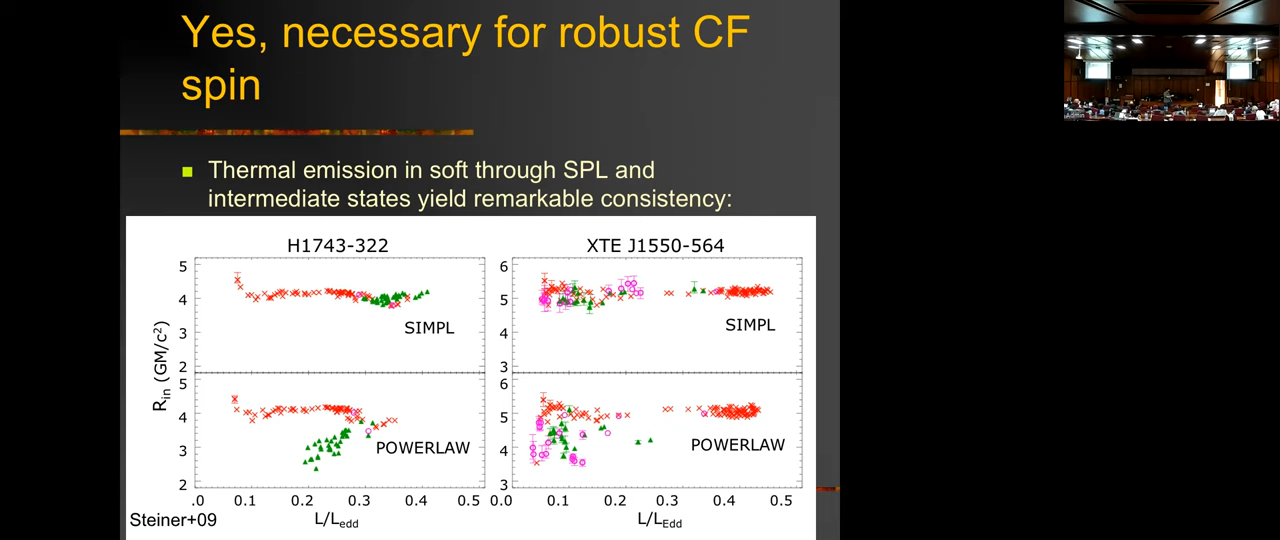 Yes, necessary for robust CF
spin
Thermal emission in soft through SPL and
intermediate states yield remarkable consistency:
H1743-322
XTE J1550-564
5
4
3
2
SIMPL
6
5
4
3
SIMPL
R_in (GM/c²)
5
4
3
2
POWERLAW
6
5
4
3
POWERLAW
.0 0.1 0.2 0.3 0.4 0.5
0.0 0.1 0.2 0.3 0.4 0.5
L/L_edd
L/L_Edd
Steiner+09